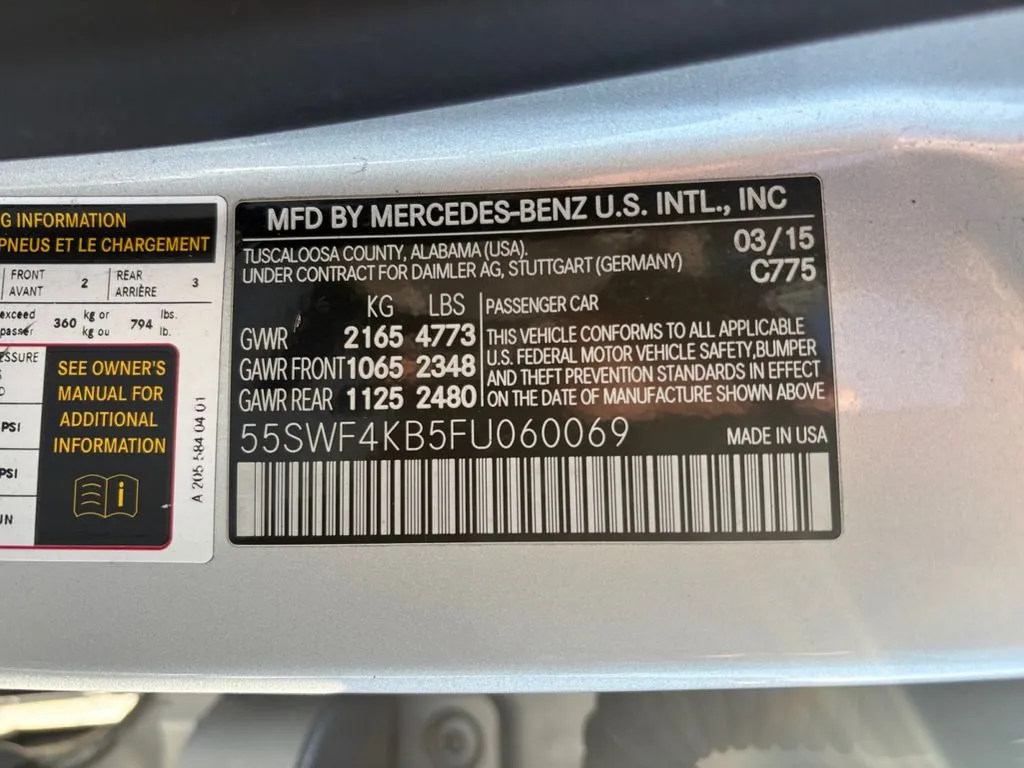 G INFORMATION
PNEUS ET LE CHARGEMENT
FRONT
AVANT
2
REAR
ARRIÈRE
3
exceed
passer
360
kg or
kg ou
794
lbs.
lb.
SEE OWNER'S
MANUAL FOR
ADDITIONAL
INFORMATION
PSI
PSI
A 205 584 04 01
MFD BY MERCEDES-BENZ U.S. INTL., INC
TUSCALOOSA COUNTY, ALABAMA (USA).
UNDER CONTRACT FOR DAIMLER AG, STUTTGART (GERMANY)
03/15
C775
KG LBS
GVWR 2165 4773
GAWR FRONT 1065 2348
GAWR REAR 1125 2480
PASSENGER CAR
THIS VEHICLE CONFORMS TO ALL APPLICABLE
U.S. FEDERAL MOTOR VEHICLE SAFETY,BUMPER
AND THEFT PREVENTION STANDARDS IN EFFECT
ON THE DATE OF MANUFACTURE SHOWN ABOVE
55SWF4KB5FU060069
MADE IN USA